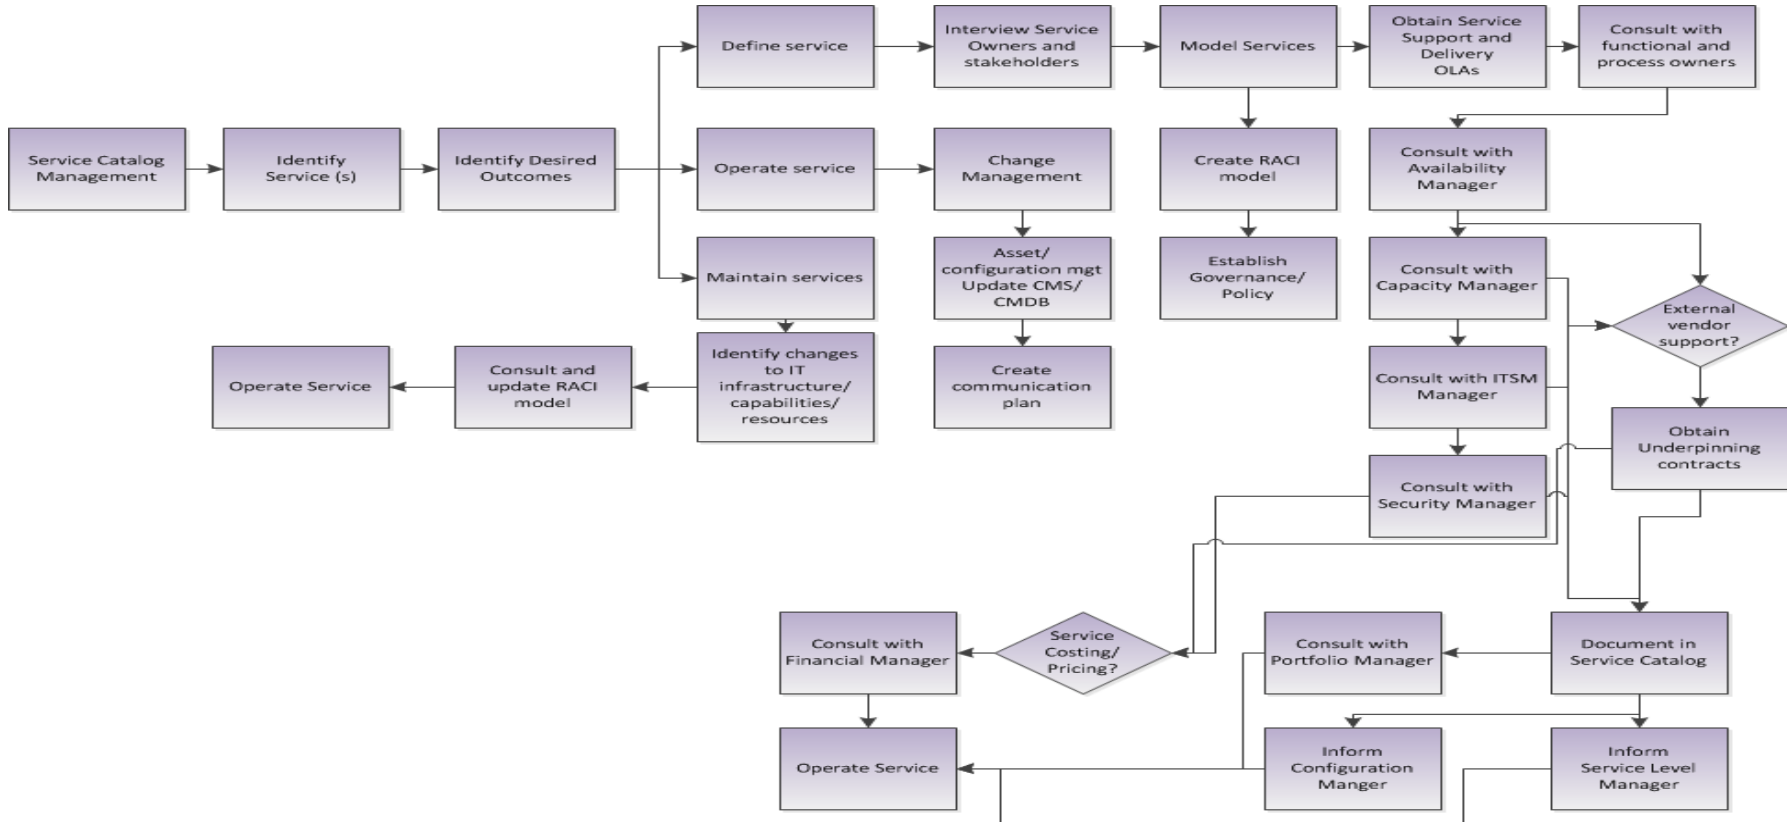 Define service
Interview Service
Owners and
stakeholders
Model Services
Obtain Service
Support and
Delivery
OLAs
Consult with
functional and
process owners
Service Catalog
Management
Identify
Service (s)
Identify Desired
Outcomes
Operate service
Change
Management
Create RACI
model
Consult with
Availability
Manager
Maintain services
Asset/
configuration mgt
Update CMS/
CMDB
Establish
Governance/
Policy
Consult with
Capacity Manager
External
vendor
support?
Operate Service
Consult and
update RACI
model
Identify changes
to IT
infrastructure/
capabilities/
resources
Create
communication
plan
Consult with ITSM
Manager
Obtain
Underpinning
contracts
Consult with
Security Manager
Consult with
Financial Manager
Service
Costing/
Pricing?
Consult with
Portfolio Manager
Document in
Service Catalog
Operate Service
Inform
Configuration
Manger
Inform
Service Level
Manager